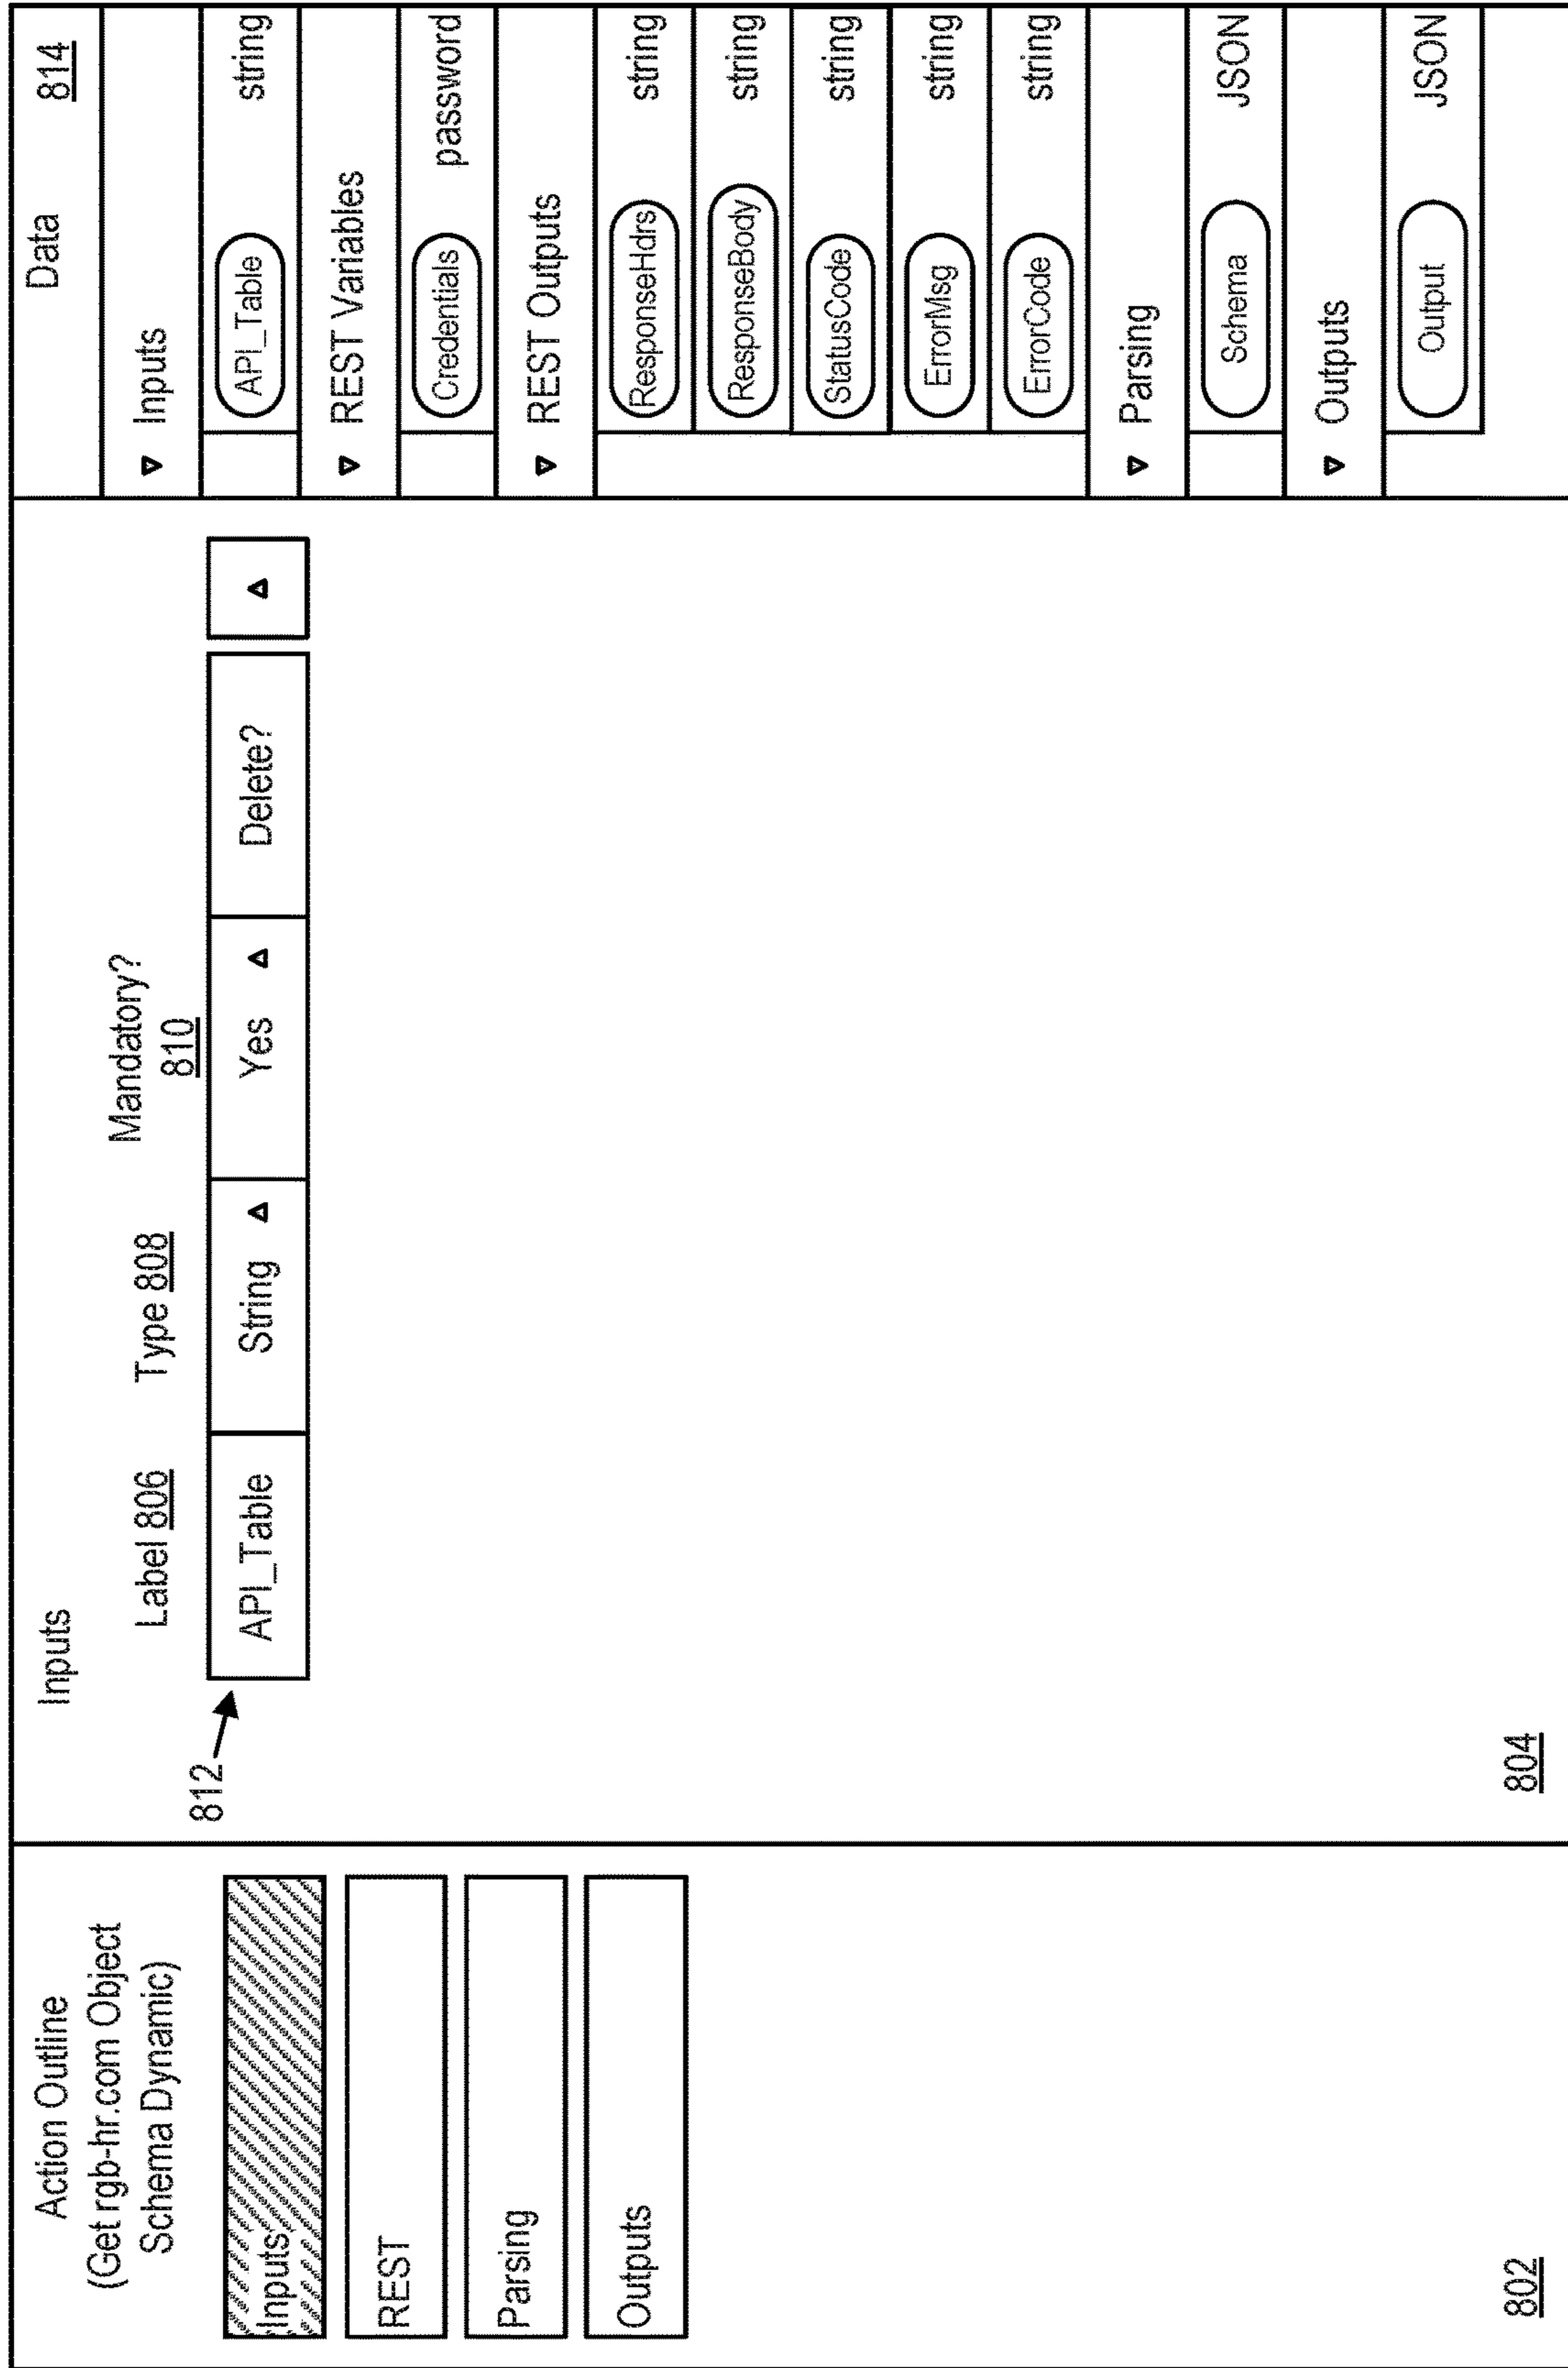 Action Outline
(Get rgb-hr.com Object
Schema Dynamic)
Inputs
REST
Parsing
Outputs
802
Inputs
Label 806
Type 808
Mandatory?
810
812
API_Table
String
Yes
Delete?
804
Data 814
Inputs
API_Table string
REST Variables
Credentials password
REST Outputs
ResponseHdrs string
ResponseBody string
StatusCode string
ErrorMsg string
ErrorCode string
Parsing
Schema JSON
Outputs
Output JSON